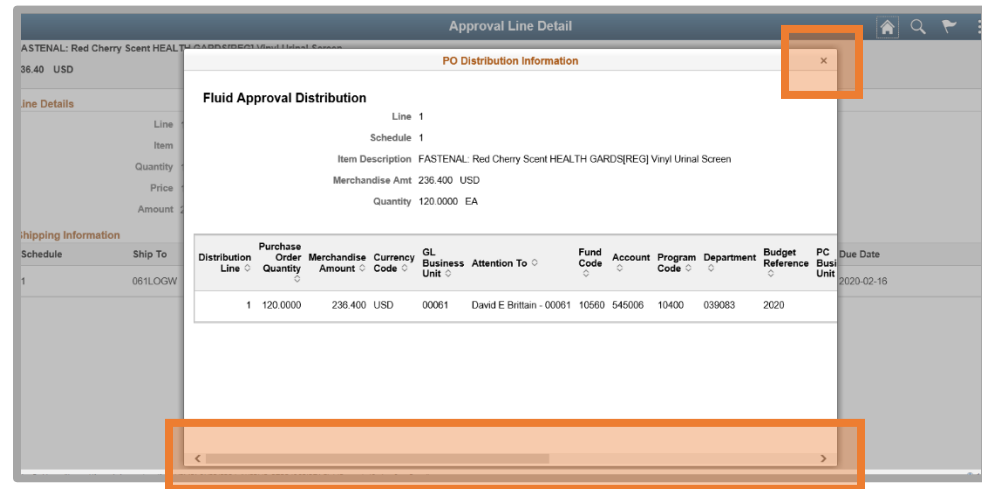 Approval Line Detail
ASTENAL: Red Cherry Scent HEALTH GARDS[REG] Vinyl Urinal Screen
36.40 USD
PO Distribution Information
×
Line Details
Fluid Approval Distribution
Line 1
Schedule 1
Item Description FASTENAL: Red Cherry Scent HEALTH GARDS[REG] Vinyl Urinal Screen
Merchandise Amt 236.400 USD
Quantity 120.0000 EA
Line
Item
Quantity
Price
Amount
Shipping Information
Schedule Ship To Due Date
1 061LOGW 2020-02-16
Distribution Line Purchase Order Quantity Merchandise Amount Currency Code GL Business Unit Attention To Fund Code Account Program Code Department Budget Reference PC Busi Unit
1 120.0000 236.400 USD 00061 David E Brittain - 00061 10560 545006 10400 039083 2020